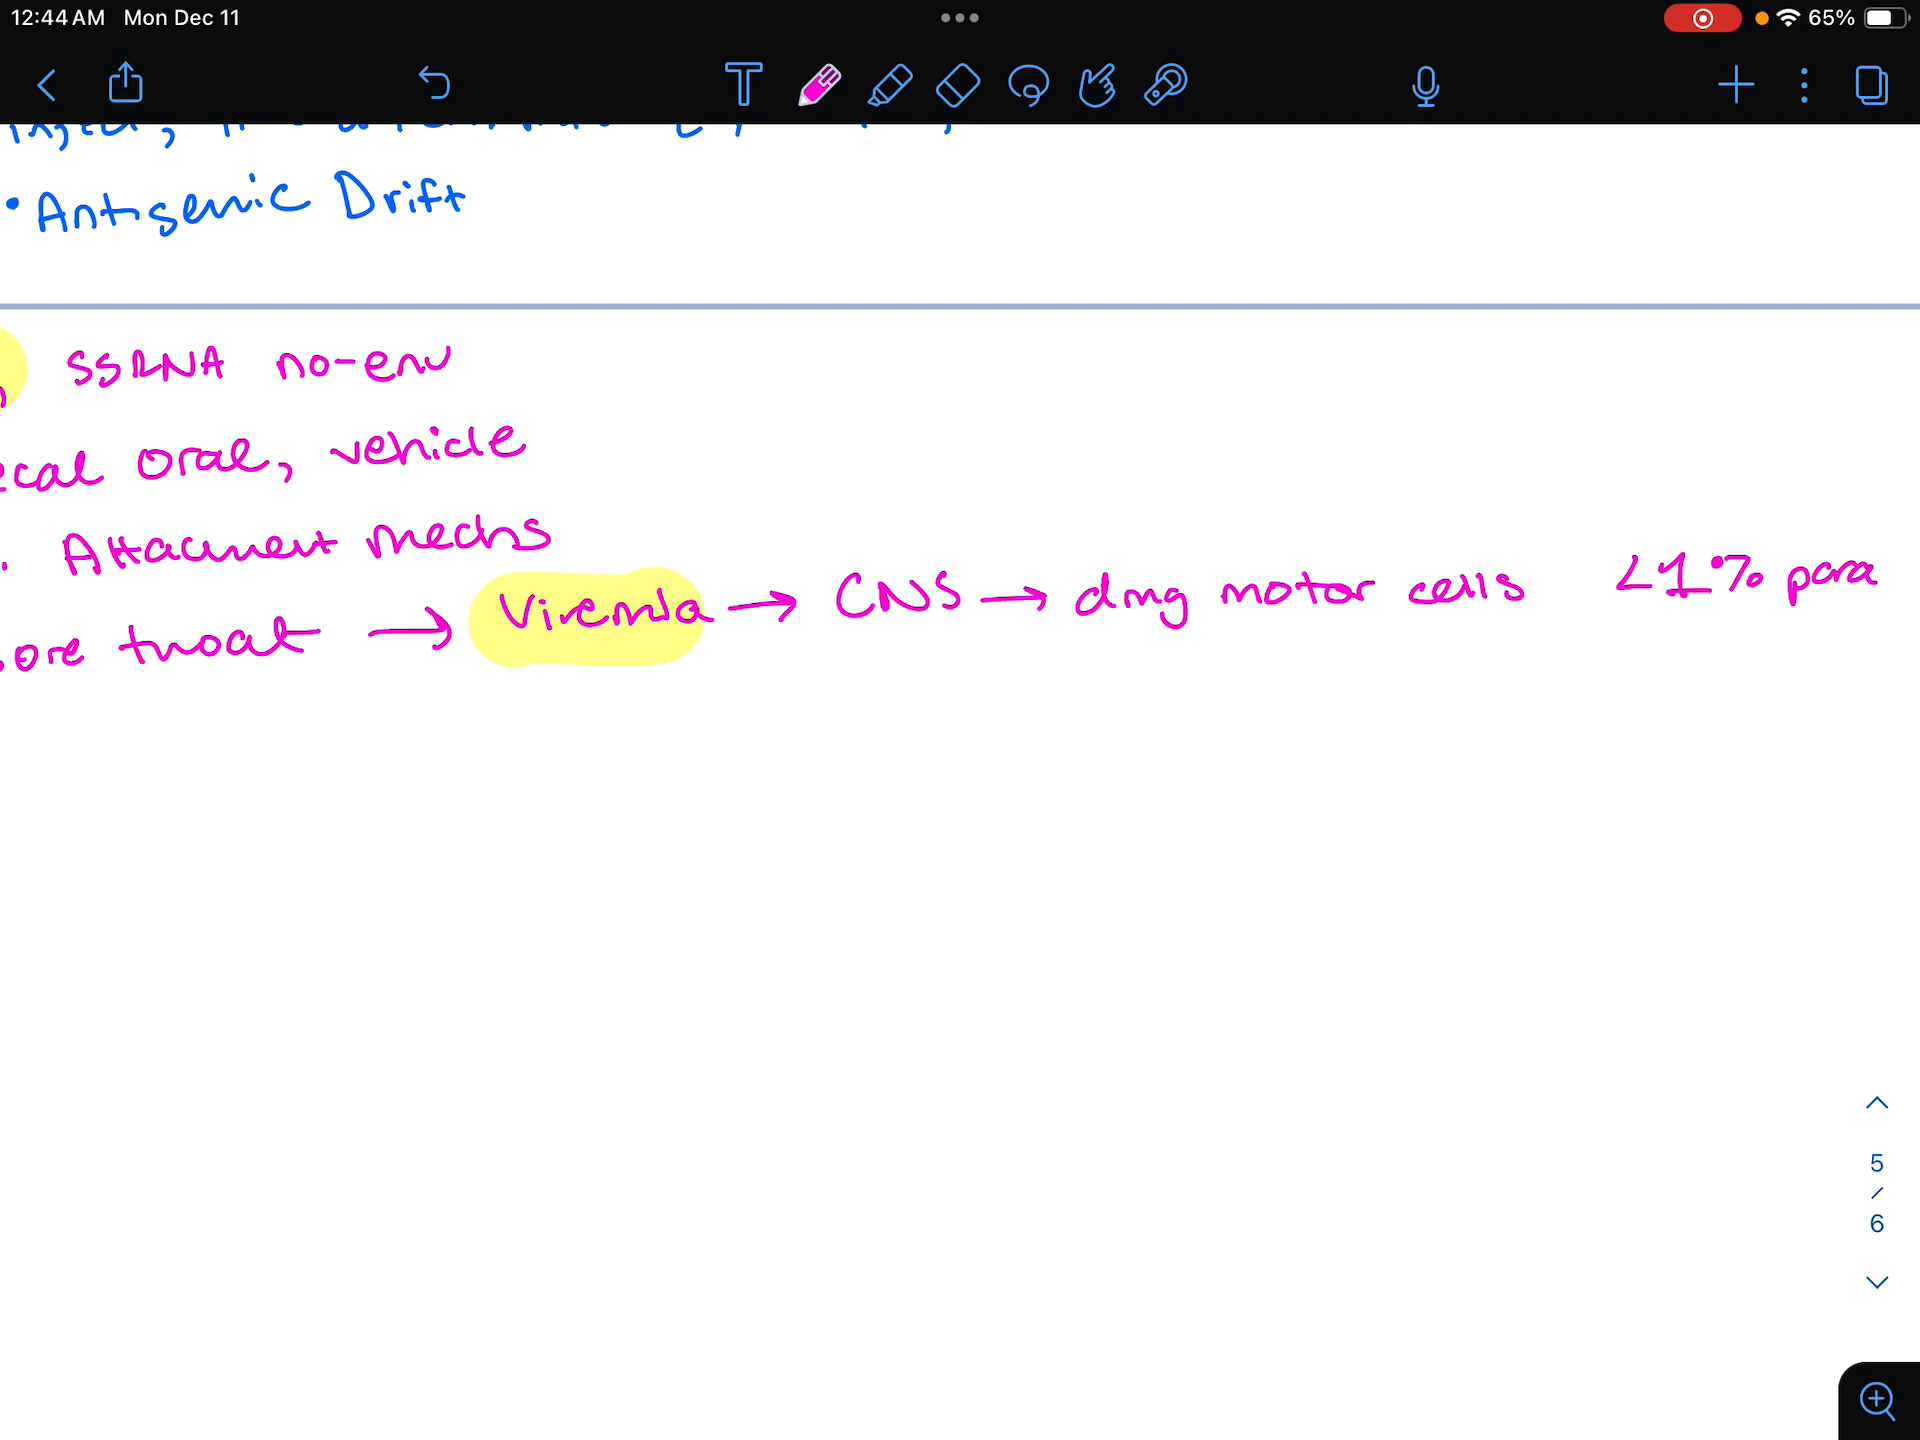 12:44 AM Mon Dec 11 65%
• Antigenic Drift
SSRNA no-env
ecal oral, vehicle
Attachment mechs
ore throat → Viremia → CNS → dmg motor cells <1% para
5
/
6